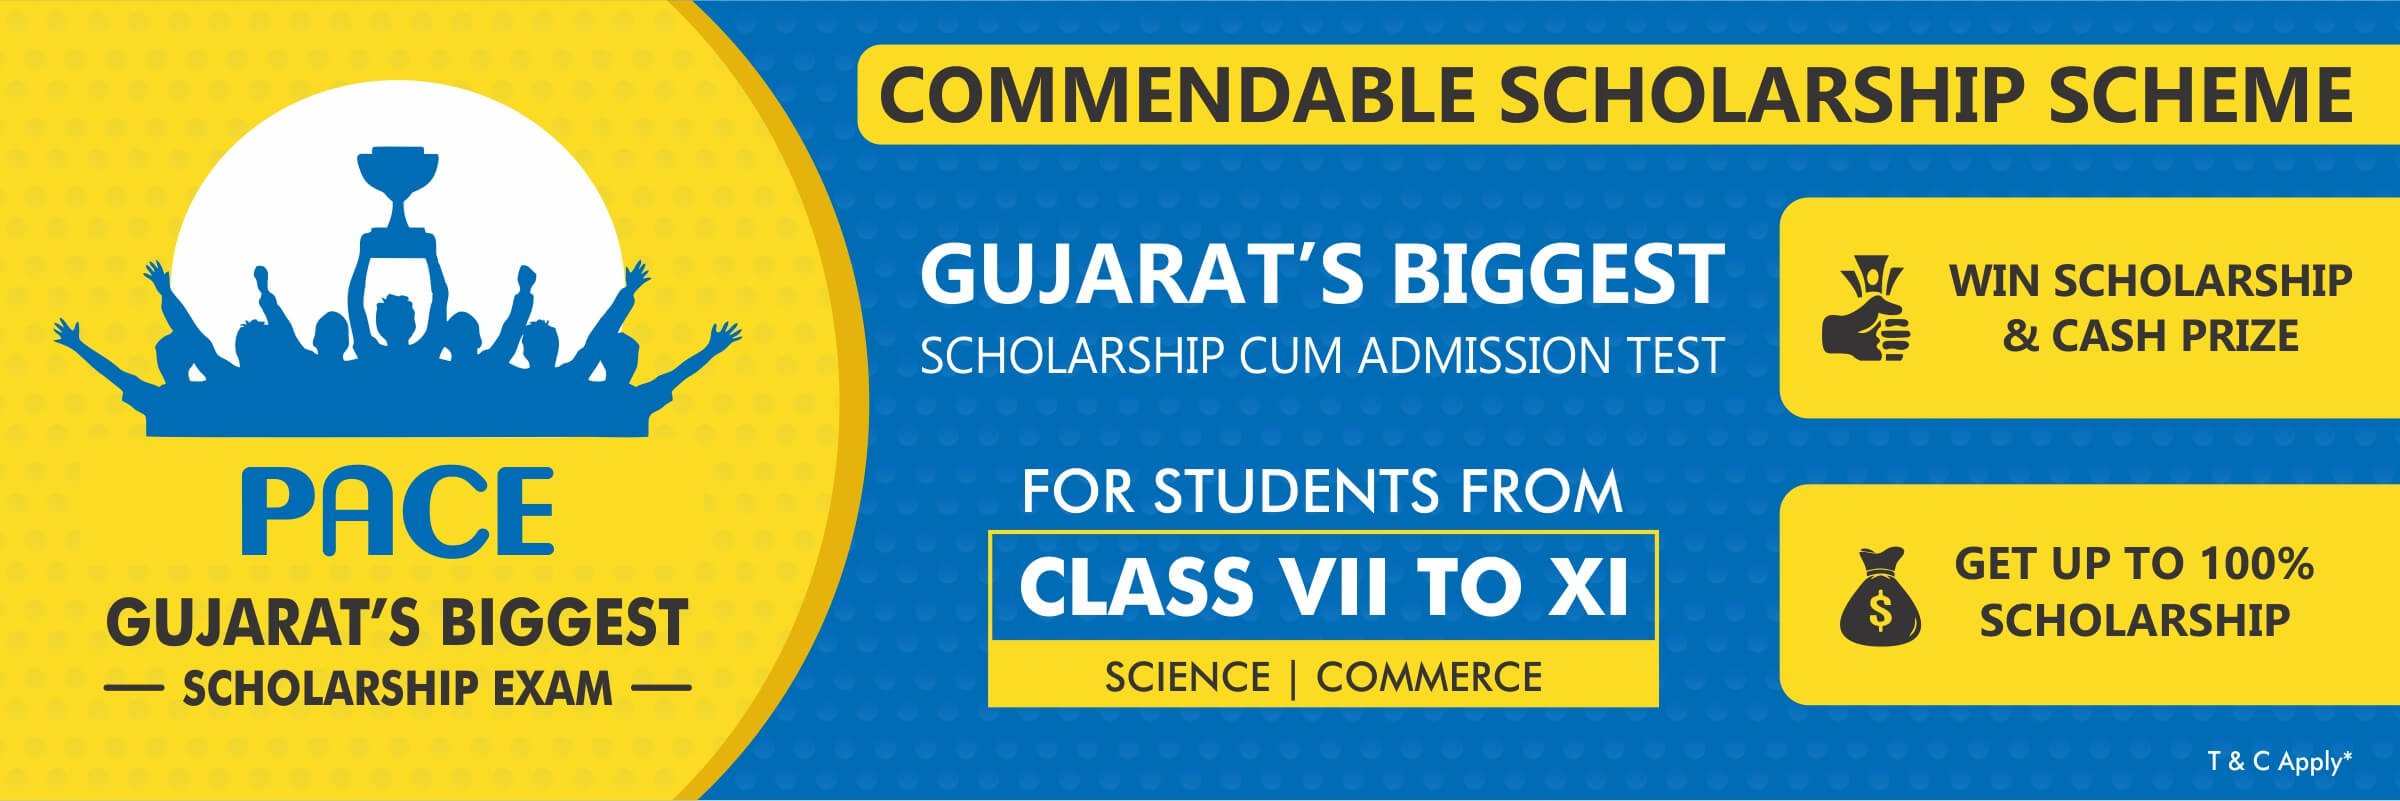 PACE
GUJARAT'S BIGGEST
SCHOLARSHIP EXAM
COMMENDABLE SCHOLARSHIP SCHEME
GUJARAT'S BIGGEST
SCHOLARSHIP CUM ADMISSION TEST
FOR STUDENTS FROM
CLASS VII TO XI
SCIENCE | COMMERCE
WIN SCHOLARSHIP
& CASH PRIZE
$
GET UP TO 100%
SCHOLARSHIP
T & C Apply*